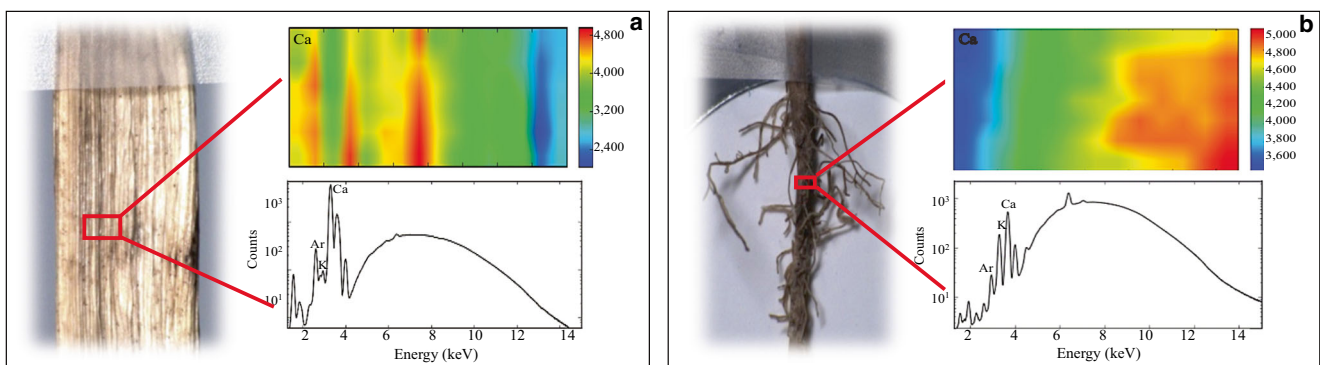 a
Ca
4,800
4,000
3,200
2,400
Ca
Ar
K
Counts
10³
10²
10¹
2 4 6 8 10 12 14
Energy (keV)
b
Ca
5,000
4,800
4,600
4,400
4,200
4,000
3,800
3,600
Ca
K
Ar
Counts
10³
10²
10¹
2 4 6 8 10 12 14
Energy (keV)